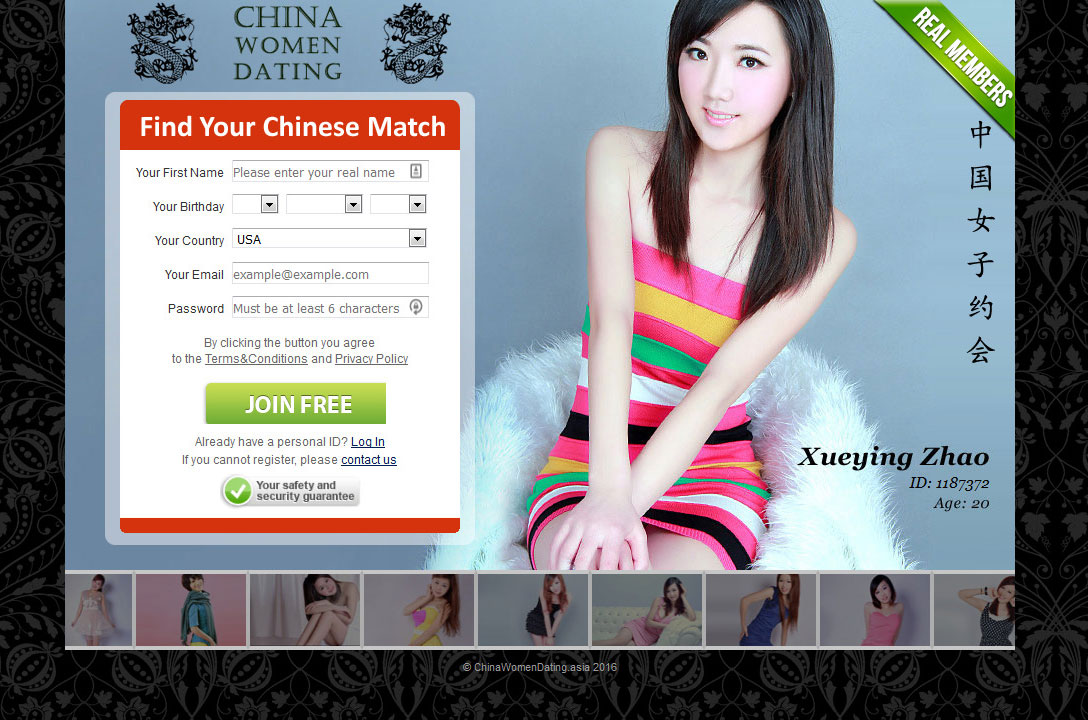 CHINA
WOMEN
DATING
REAL MEMBERS
Find Your Chinese Match
Your First Name Please enter your real name
Your Birthday
Your Country USA
Your Email example@example.com
Password Must be at least 6 characters
By clicking the button you agree
to the Terms&Conditions and Privacy Policy
JOIN FREE
Already have a personal ID? Log In
If you cannot register, please contact us
Your safety and
security guarantee
中国女子约会
Xueying Zhao
ID: 1187372
Age: 20
© ChinaWomenDating.asia 2016